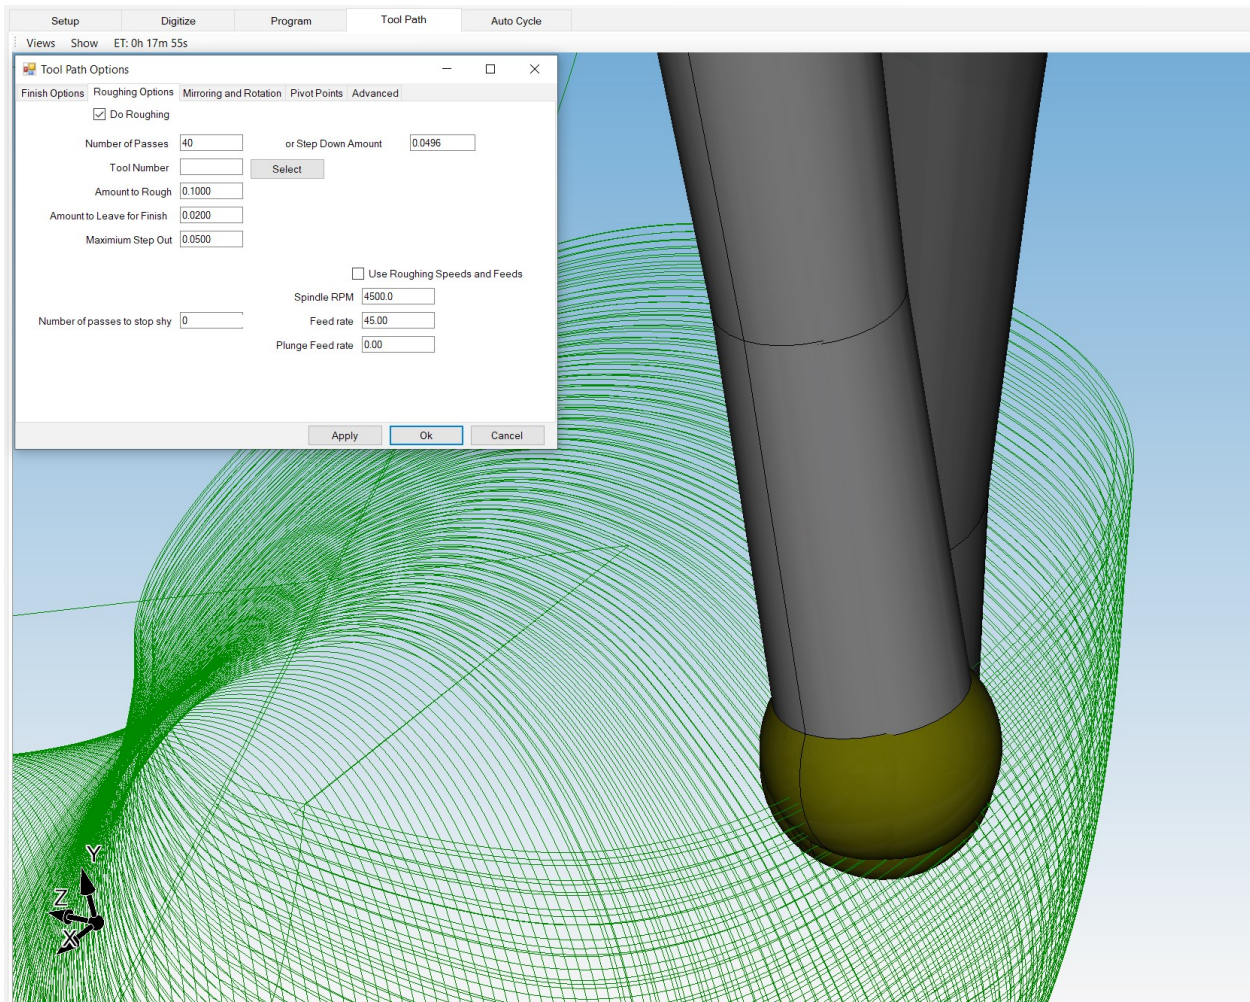 Setup Digitize Program Tool Path Auto Cycle
Views Show ET: 0h 17m 55s
Tool Path Options
Finish Options Roughing Options Mirroring and Rotation Pivot Points Advanced
Do Roughing
Number of Passes 40 or Step Down Amount 0.0496
Tool Number Select
Amount to Rough 0.1000
Amount to Leave for Finish 0.0200
Maximum Step Out 0.0500
Use Roughing Speeds and Feeds
Spindle RPM 4500.0
Number of passes to stop shy 0 Feed rate 45.00
Plunge Feed rate 0.00
Apply Ok Cancel
Y
Z
X